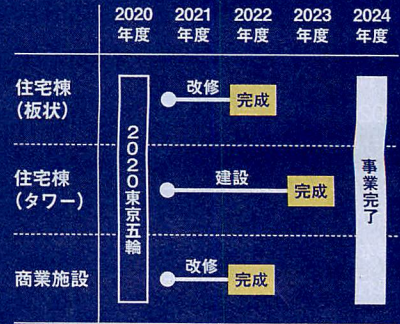 2020 2021 2022 2023 2024
年度 年度 年度 年度 年度
住宅棟
(板状)
改修
完成
住宅棟
(タワー)
建設
完成
商業施設
改修
完成
2020東京五輪
事業完了